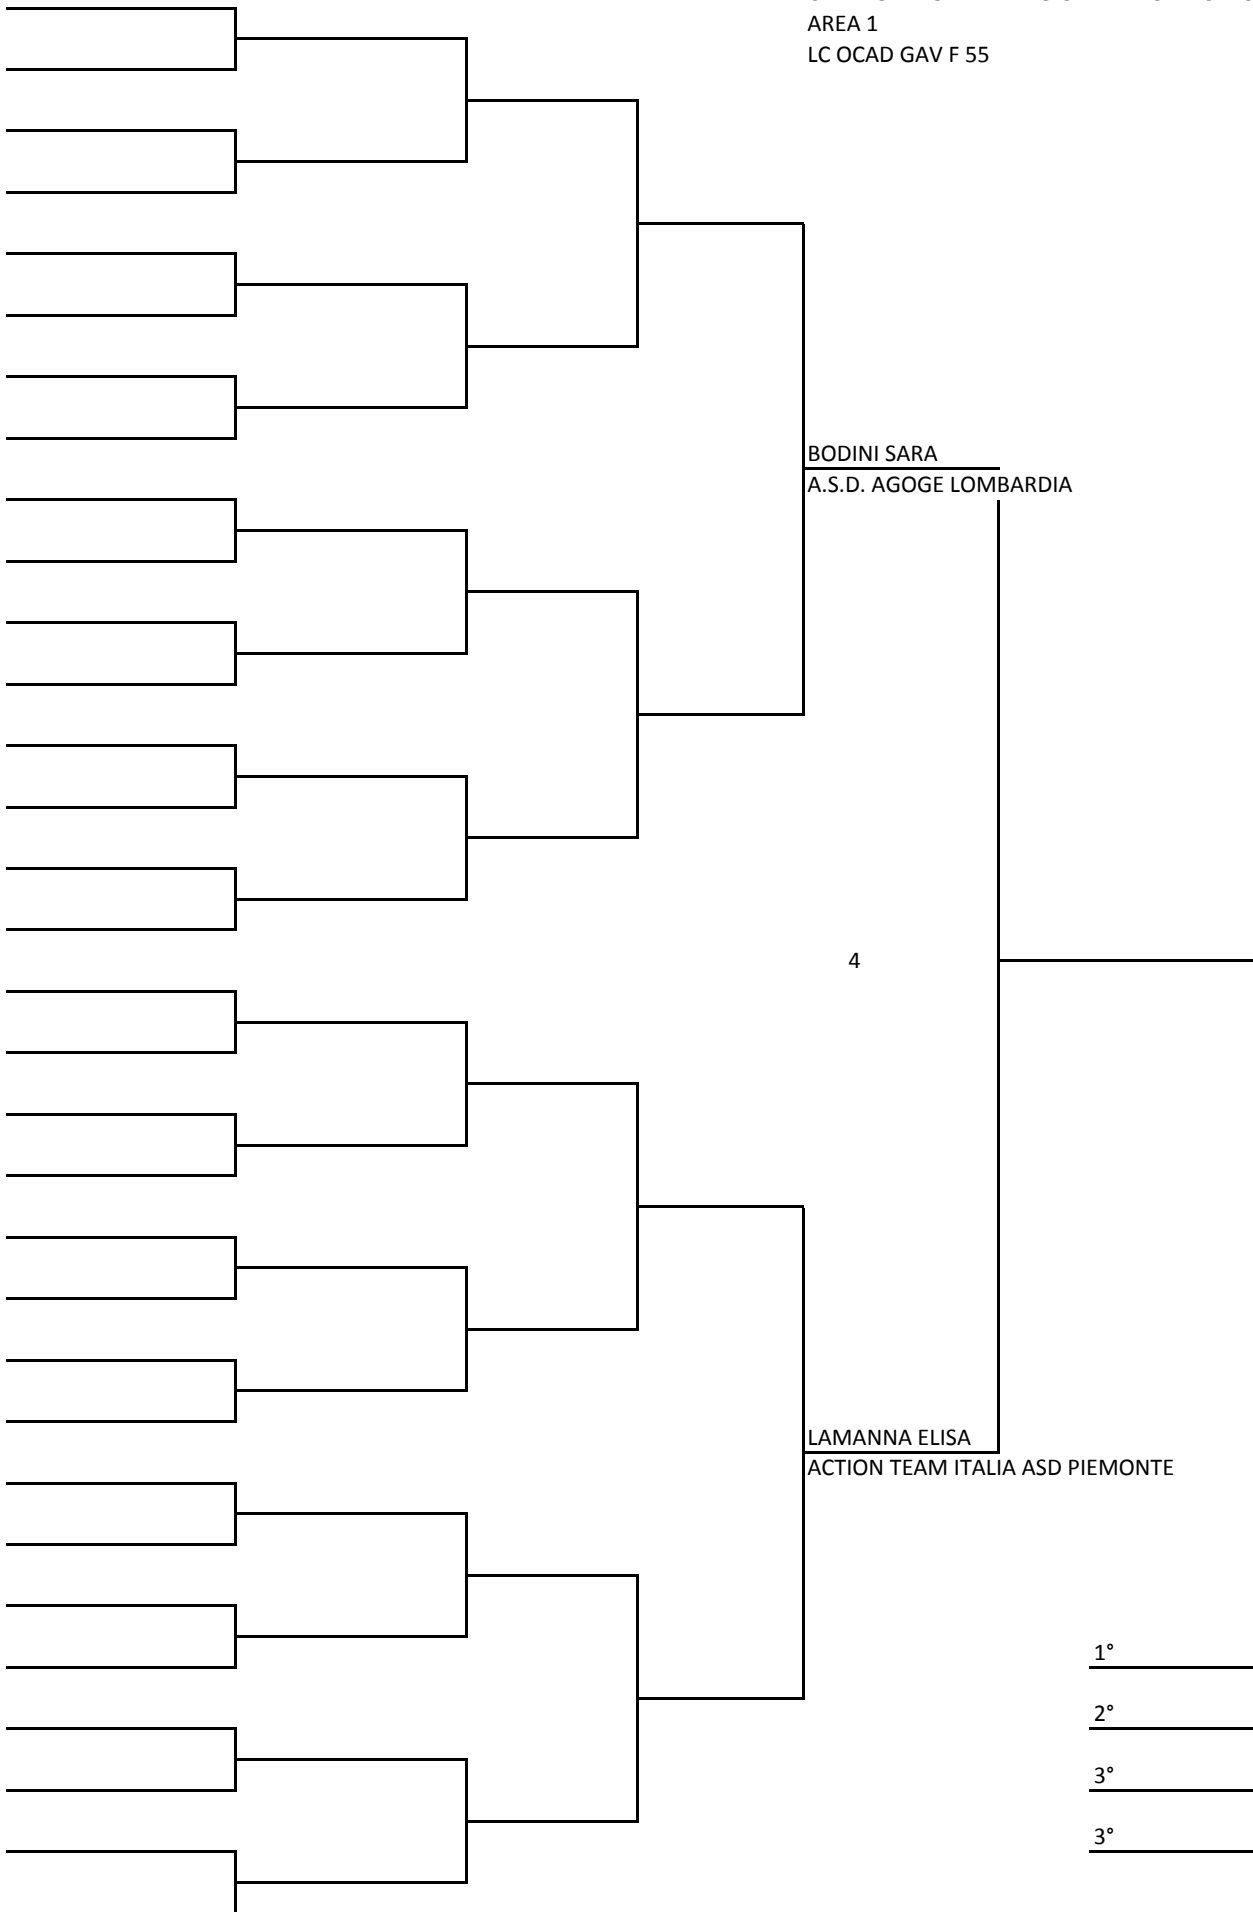 AREA 1
LC OCAD GAV F 55
BODINI SARA
A.S.D. AGOGE LOMBARDIA
4
LAMANNA ELISA
ACTION TEAM ITALIA ASD PIEMONTE
1°
2°
3°
3°